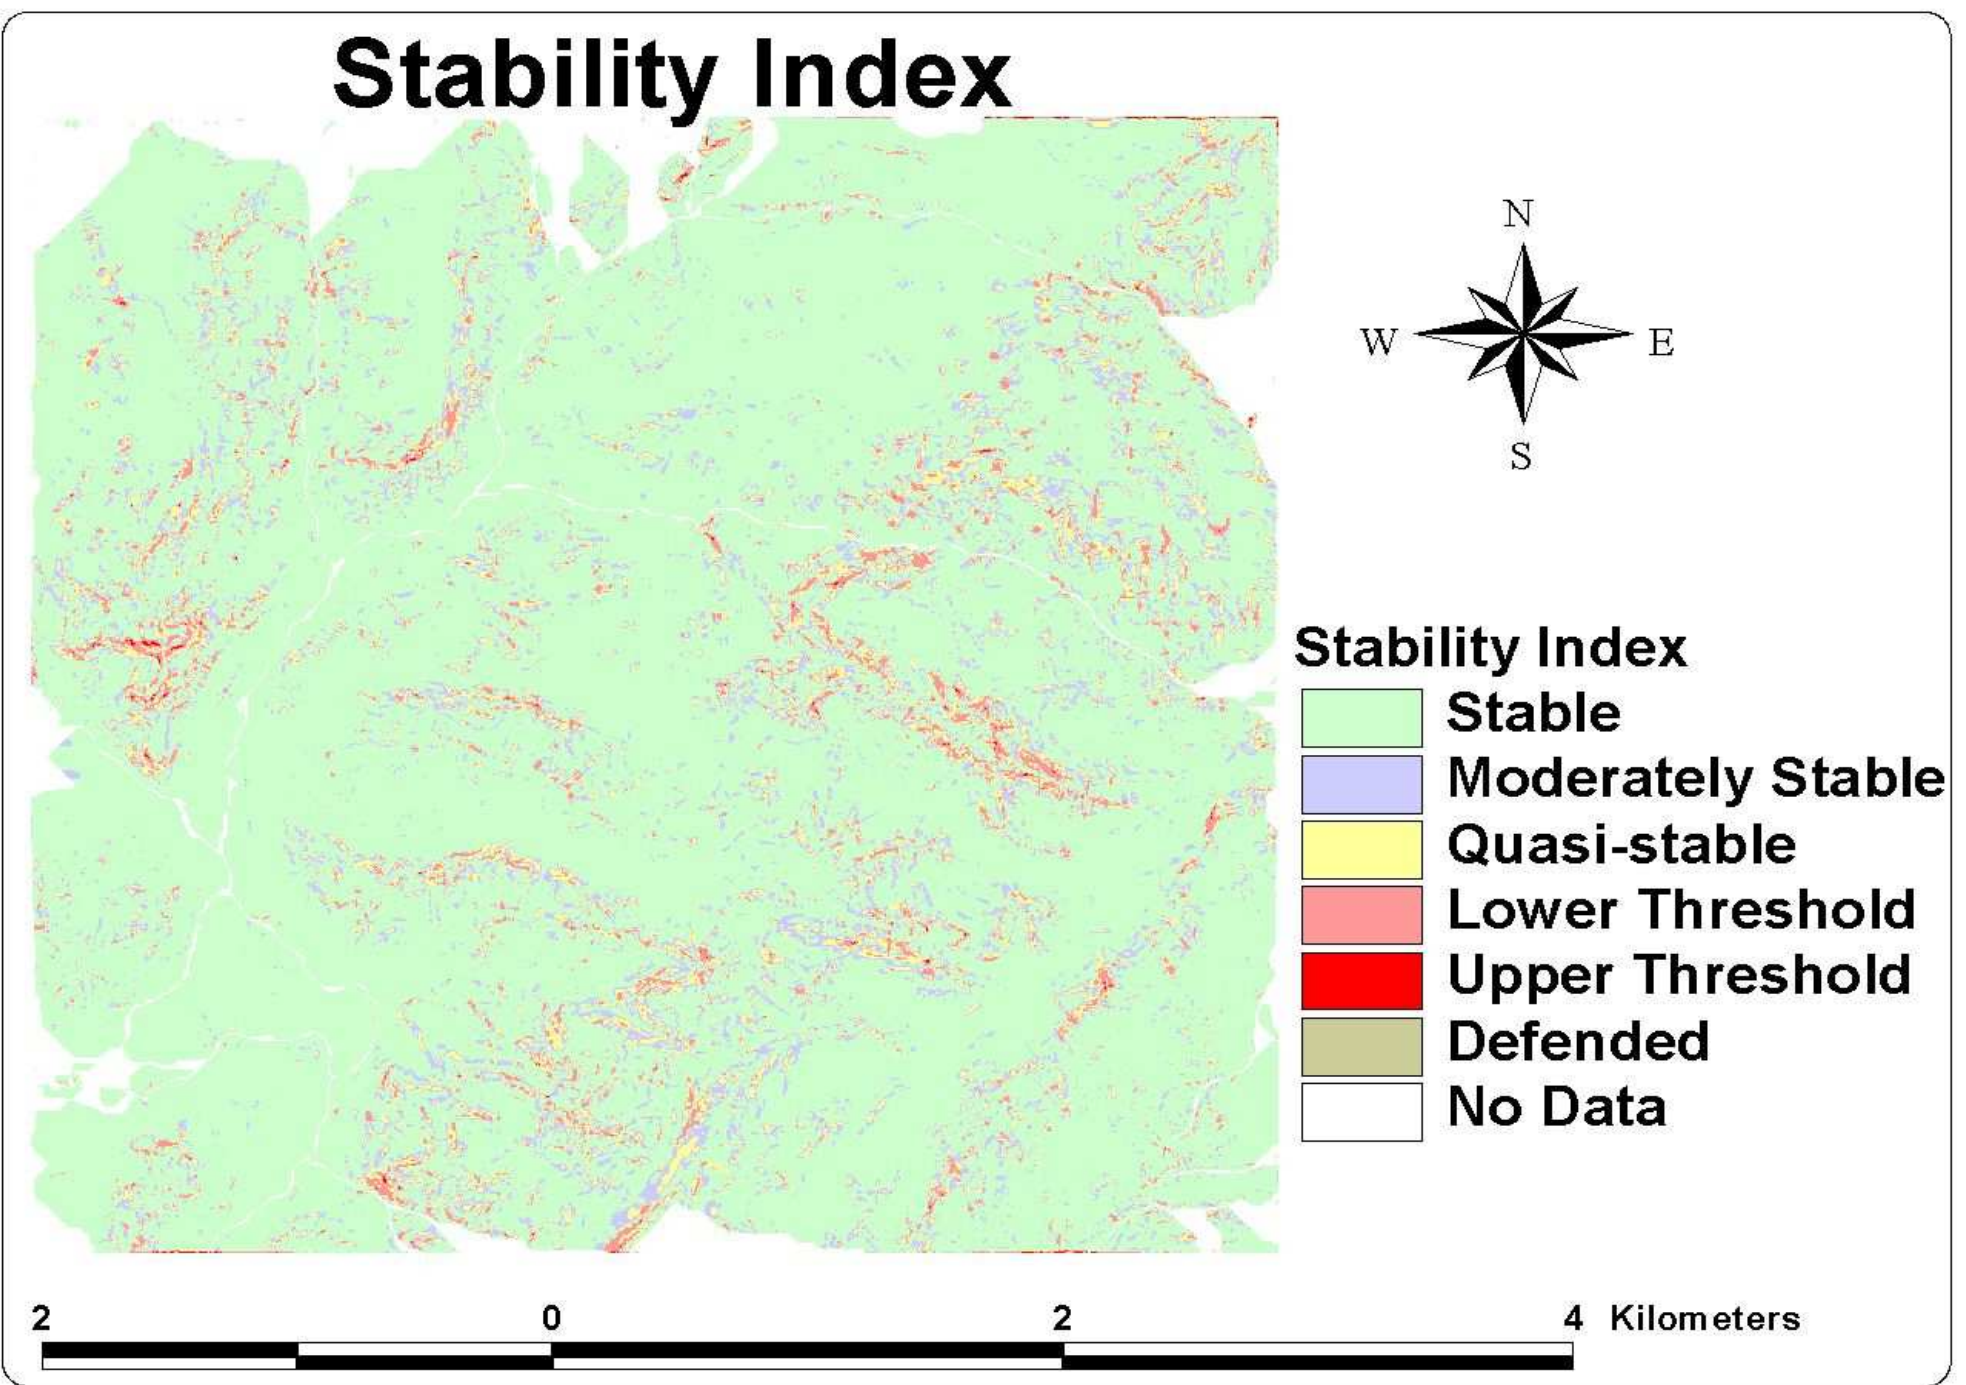 Stability Index
N
W E
S
Stability Index
Stable
Moderately Stable
Quasi-stable
Lower Threshold
Upper Threshold
Defended
No Data
2 0 2 4 Kilometers